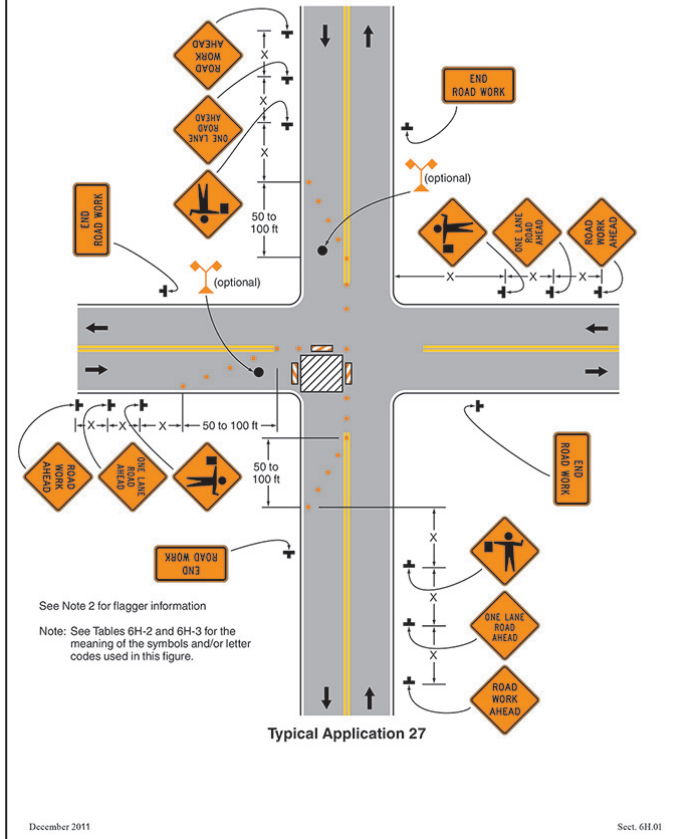 ROAD
WORK
AHEAD
X
X
X
ONE LANE
ROAD
AHEAD
END
ROAD WORK
(optional)
50 to
100 ft
END
ROAD WORK
(optional)
ONE LANE
ROAD
AHEAD
ROAD
WORK
AHEAD
X
X
X
X
X
X
50 to 100 ft
ROAD
WORK
AHEAD
ONE LANE
ROAD
AHEAD
50 to
100 ft
END
ROAD WORK
END
ROAD WORK
X
X
X
ONE LANE
ROAD
AHEAD
ROAD
WORK
AHEAD
See Note 2 for flagger information
Note: See Tables 6H-2 and 6H-3 for the
meaning of the symbols and/or letter
codes used in this figure.
Typical Application 27
December 2011
Sect. 6H.01